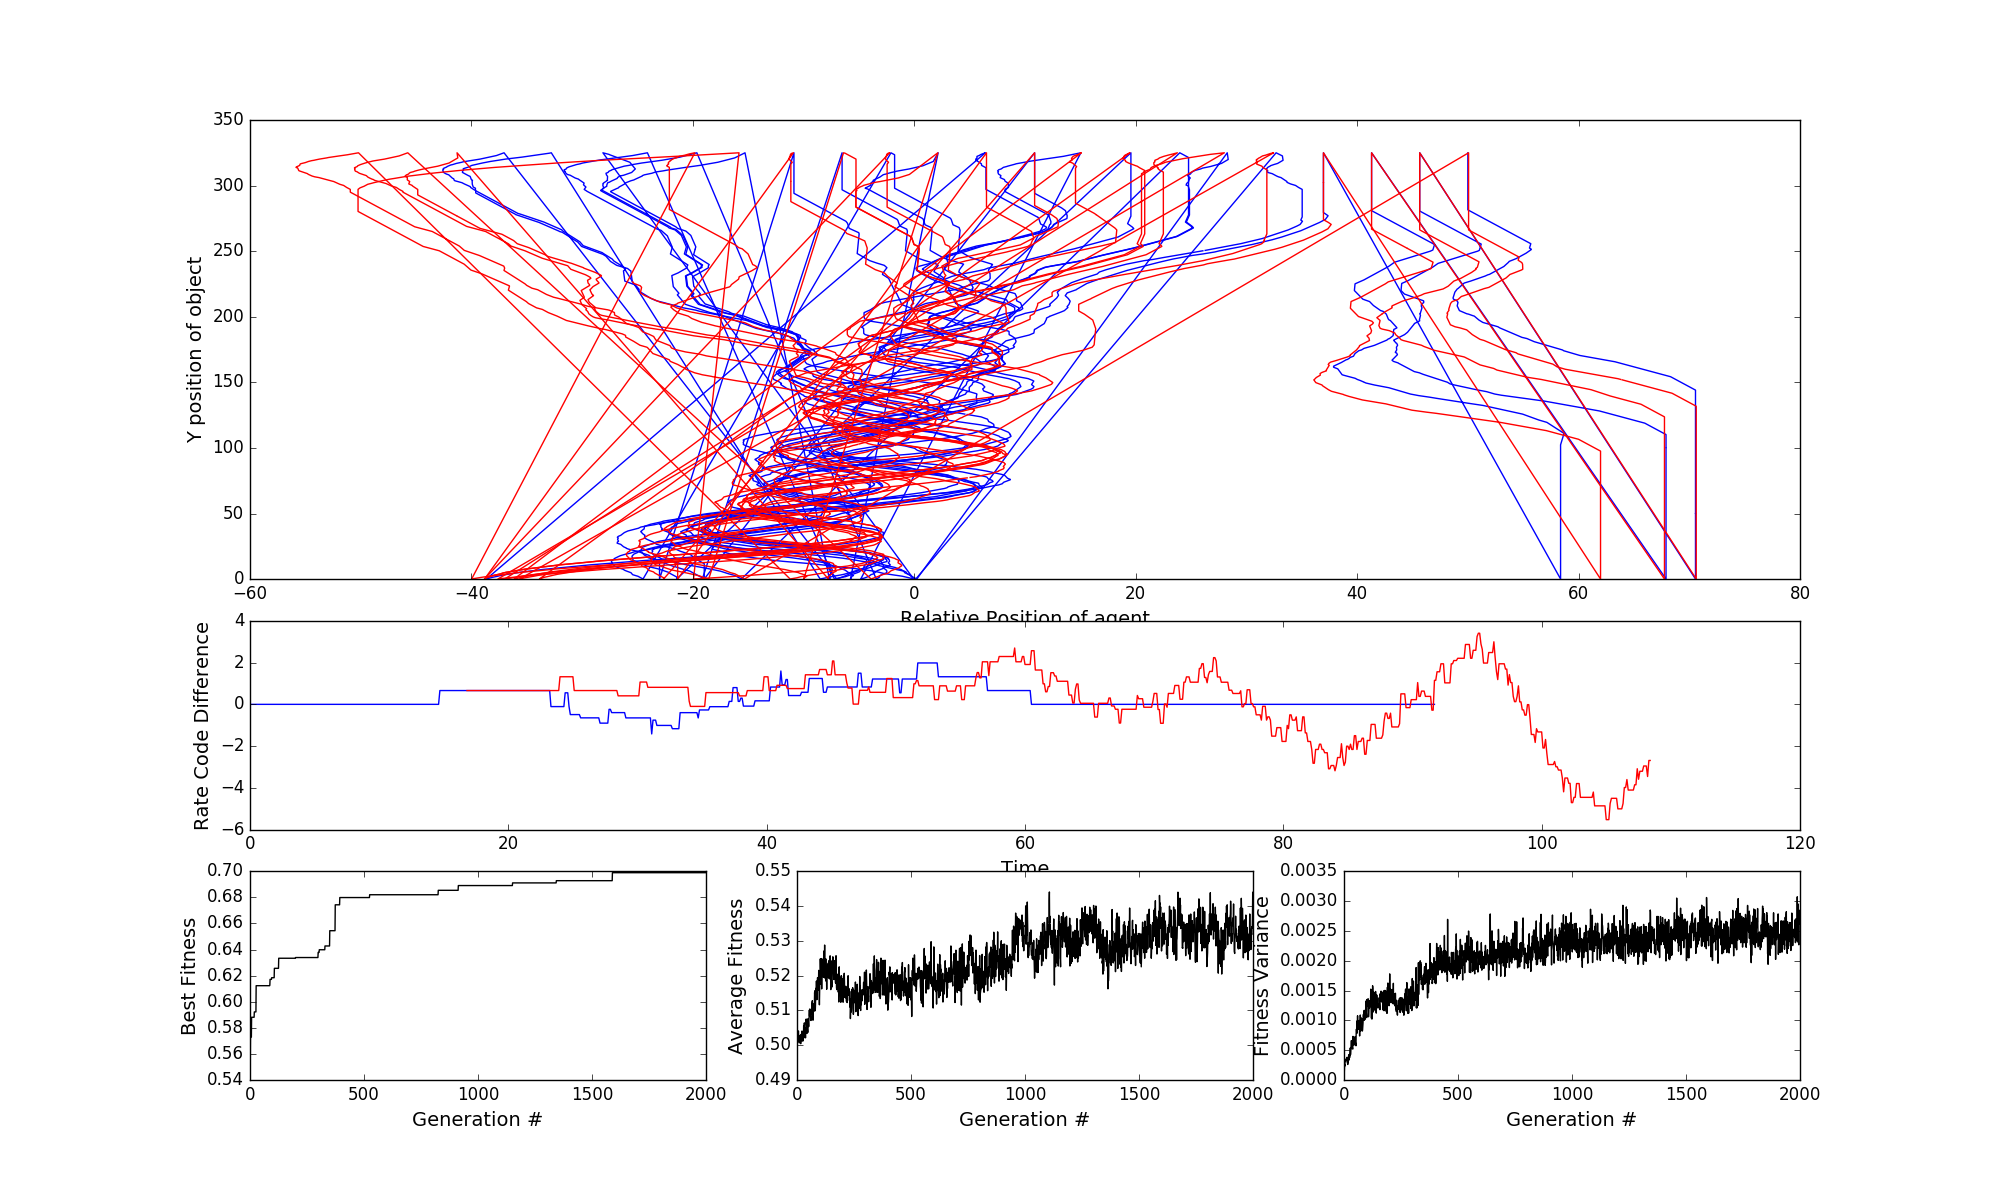 350
300
250
200
150
100
50
0
Y position of object
−60 −40 −20 0 20 40 60 80
Relative Position of agent
4
2
0
−2
−4
−6
Rate Code Difference
0 20 40 60 80 100 120
Time
0.70
0.68
0.66
0.64
0.62
0.60
0.58
0.56
0.54
Best Fitness
0 500 1000 1500 2000
Generation #
0.55
0.54
0.53
0.52
0.51
0.50
0.49
Average Fitness
0 500 1000 1500 2000
Generation #
0.0035
0.0030
0.0025
0.0020
0.0015
0.0010
0.0005
0.0000
Fitness Variance
0 500 1000 1500 2000
Generation #